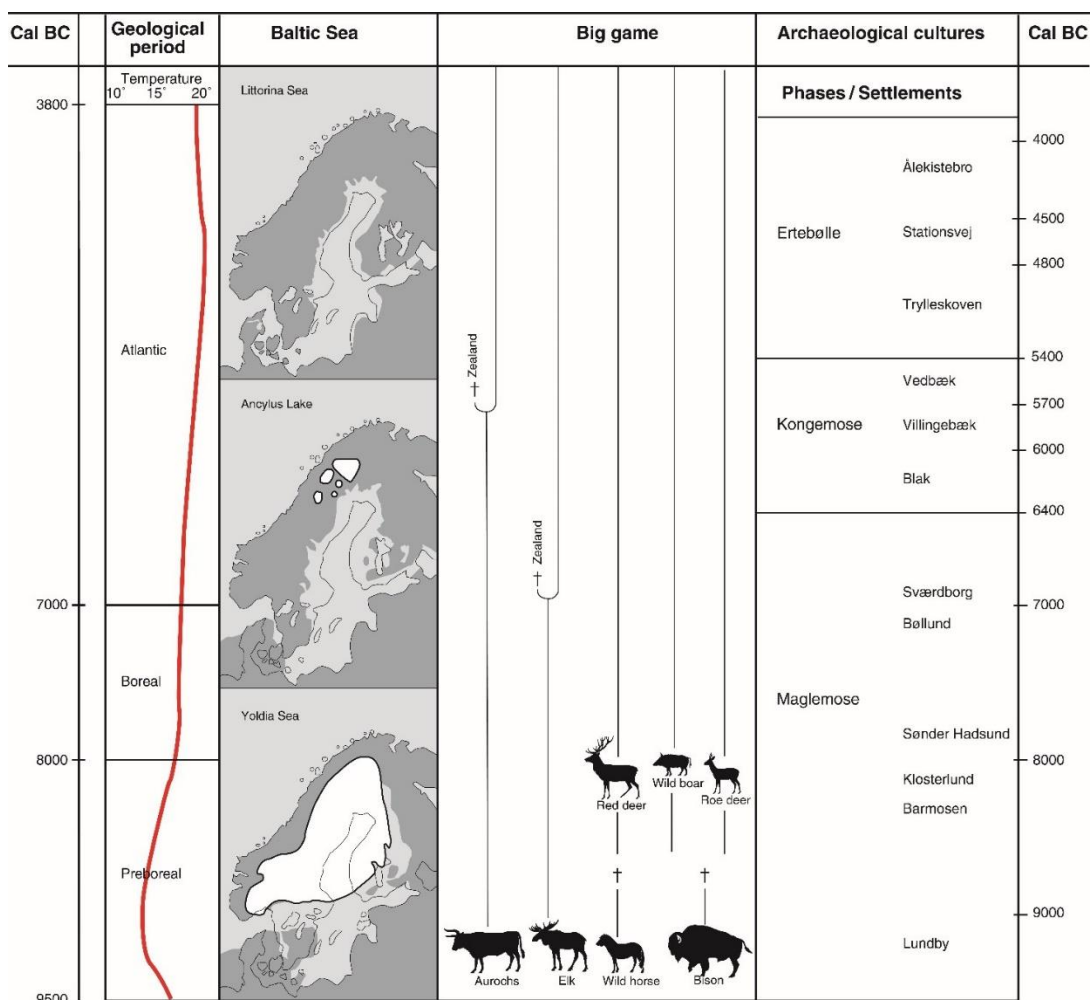 Cal BC
Geological period
Baltic Sea
Big game
Archaeological cultures
Cal BC
Temperature
10˚ 15˚ 20˚
3800
7000
8000
9500
Atlantic
Boreal
Preboreal
Littorina Sea
Ancylus Lake
Yoldia Sea
† Zealand
† Zealand
Red deer
Wild boar
Roe deer
†
†
Aurochs
Elk
Wild horse
Bison
Phases / Settlements
Ertebølle
Kongemose
Maglemose
Ålekistebro
Stationsvej
Trylleskoven
Vedbæk
Villingebæk
Blak
Sværdborg
Bøllund
Sønder Hadsund
Klosterlund
Barmosen
Lundby
4000
4500
4800
5400
5700
6000
6400
7000
8000
9000